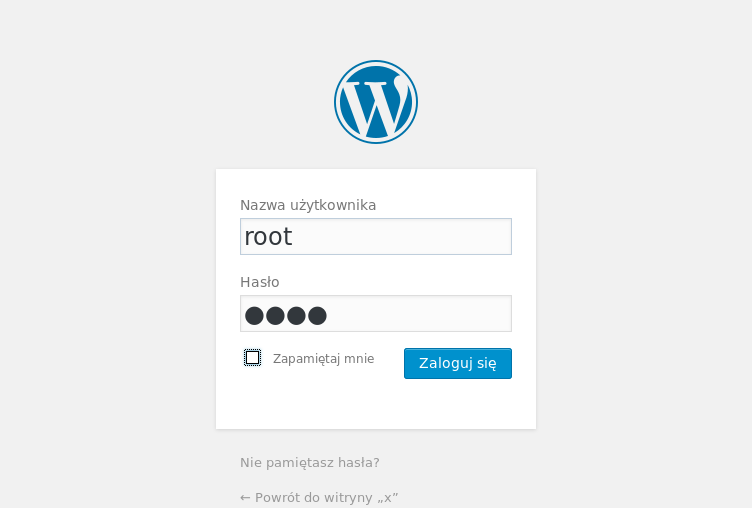 Nazwa użytkownika
root
Hasło
●●●●
Zapamiętaj mnie
Zaloguj się
Nie pamiętasz hasła?
← Powrót do witryny „x”